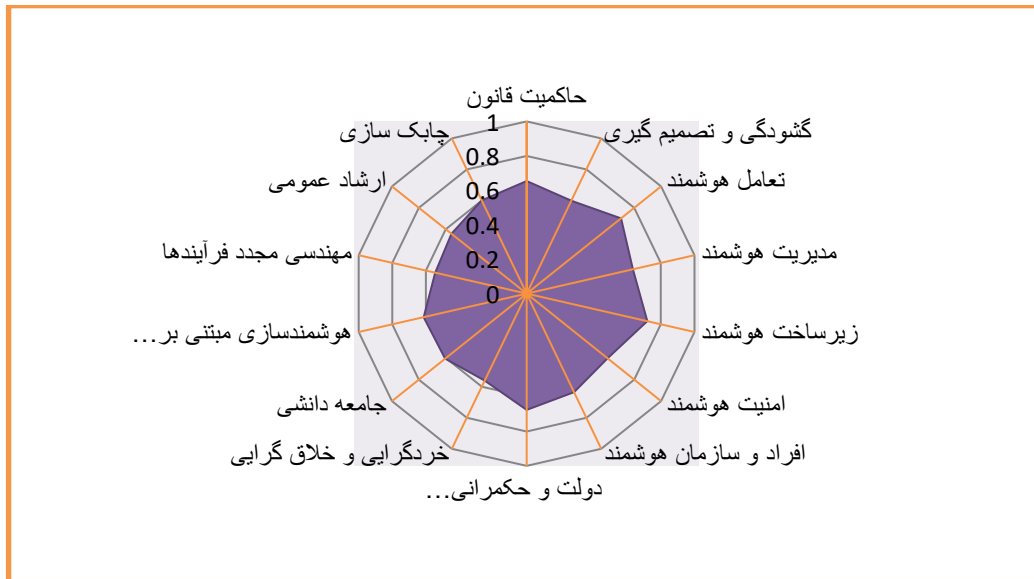 حاکمیت قانون
گشودگی و تصمیم گیری
تعامل هوشمند
مدیریت هوشمند
زیرساخت هوشمند
امنیت هوشمند
افراد و سازمان هوشمند
دولت و حکمرانی...
خردگرایی و خلاق گرایی
جامعه دانشی
هوشمندسازی مبتنی بر...
مهندسی مجدد فرآیندها
ارشاد عمومی
چابک سازی
1
0.8
0.6
0.4
0.2
0